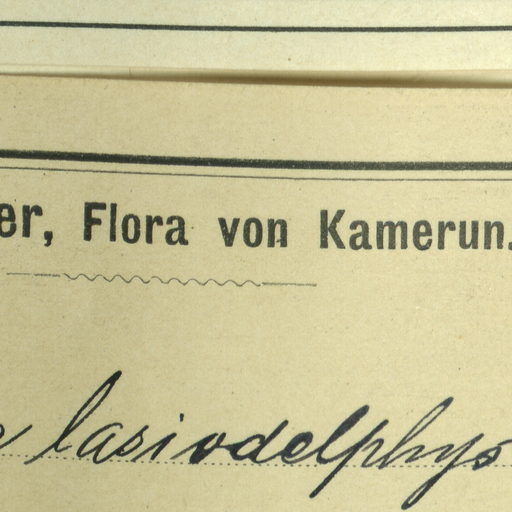 er, Flora von Kamerun.
lasiodelphys